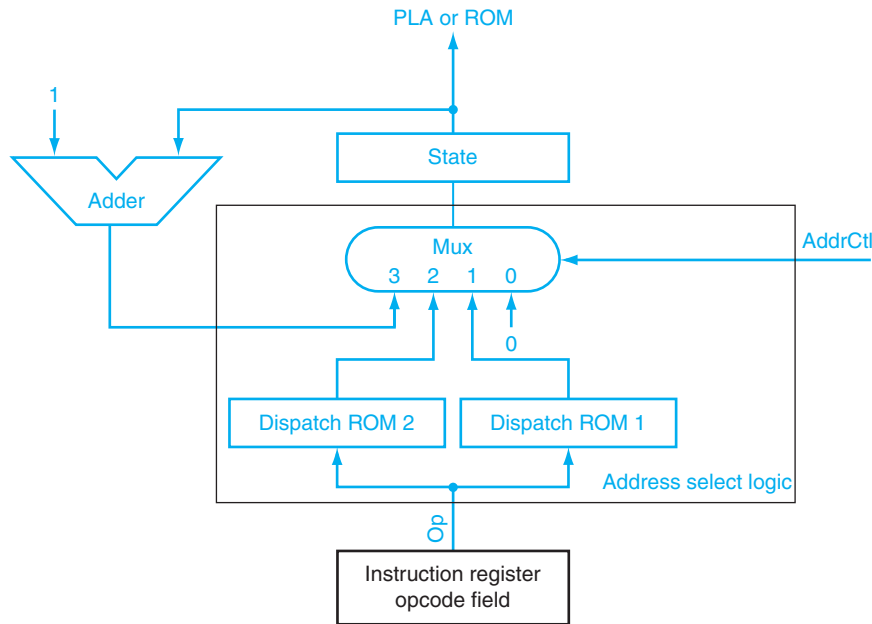 PLA or ROM
1
State
Adder
Mux
AddrCtl
3 2 1 0
0
Dispatch ROM 2
Dispatch ROM 1
Address select logic
Op
Instruction register
opcode field